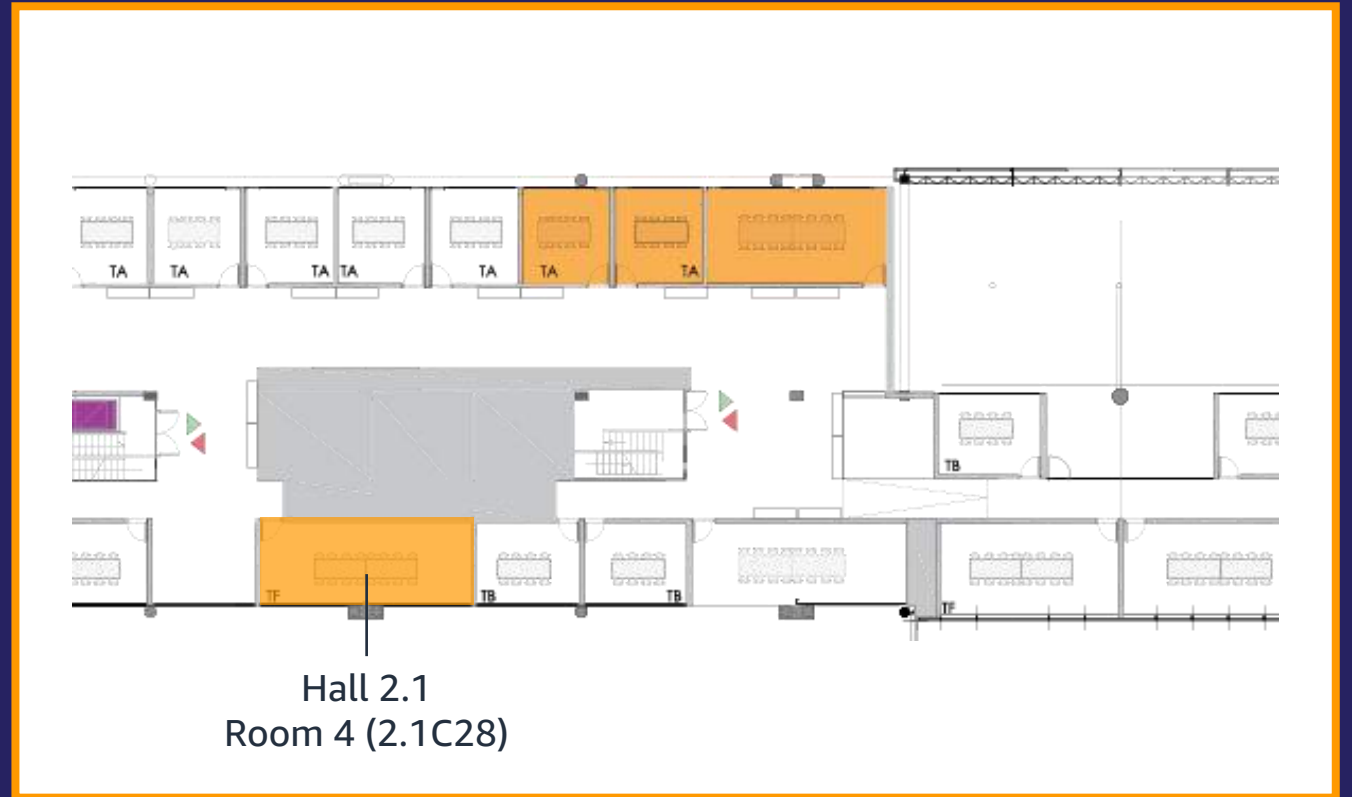 TA TA TA TA TA TA TA
TB
TF TB TB TF
Hall 2.1
Room 4 (2.1C28)